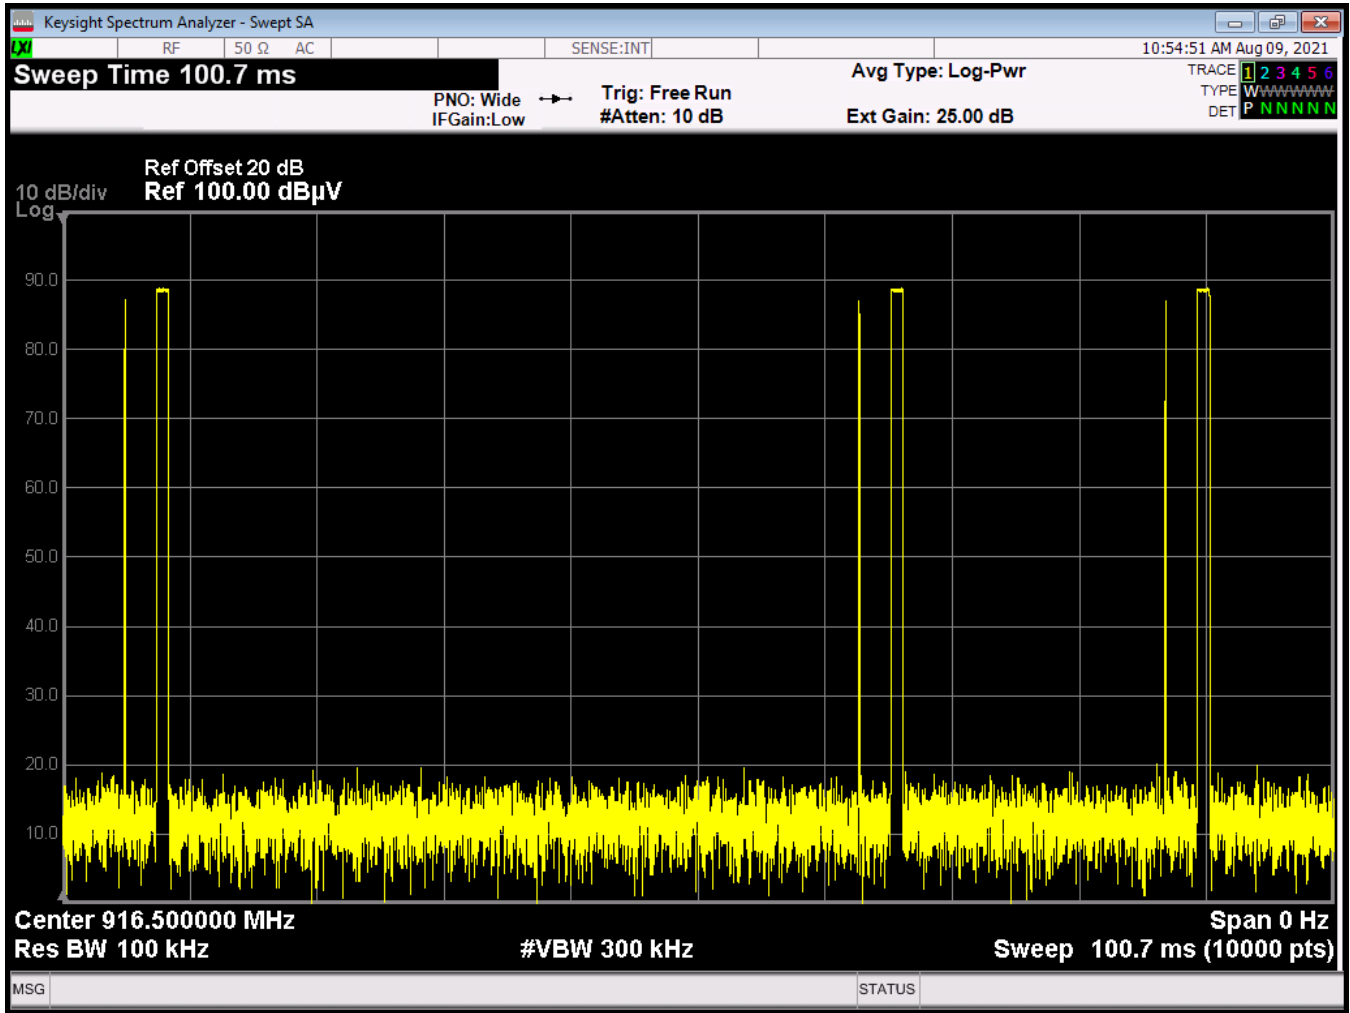 Keysight Spectrum Analyzer - Swept SA
LXI RF 50 Ω AC SENSE:INT 10:54:51 AM Aug 09, 2021
Sweep Time 100.7 ms
PNO: Wide
IFGain:Low
Trig: Free Run
#Atten: 10 dB
Avg Type: Log-Pwr
Ext Gain: 25.00 dB
TRACE 1 2 3 4 5 6
TYPE W W W W W W
DET P N N N N N
Ref Offset 20 dB
10 dB/div Ref 100.00 dBµV
Log
90.0
80.0
70.0
60.0
50.0
40.0
30.0
20.0
10.0
Center 916.500000 MHz Span 0 Hz
Res BW 100 kHz #VBW 300 kHz Sweep 100.7 ms (10000 pts)
MSG STATUS